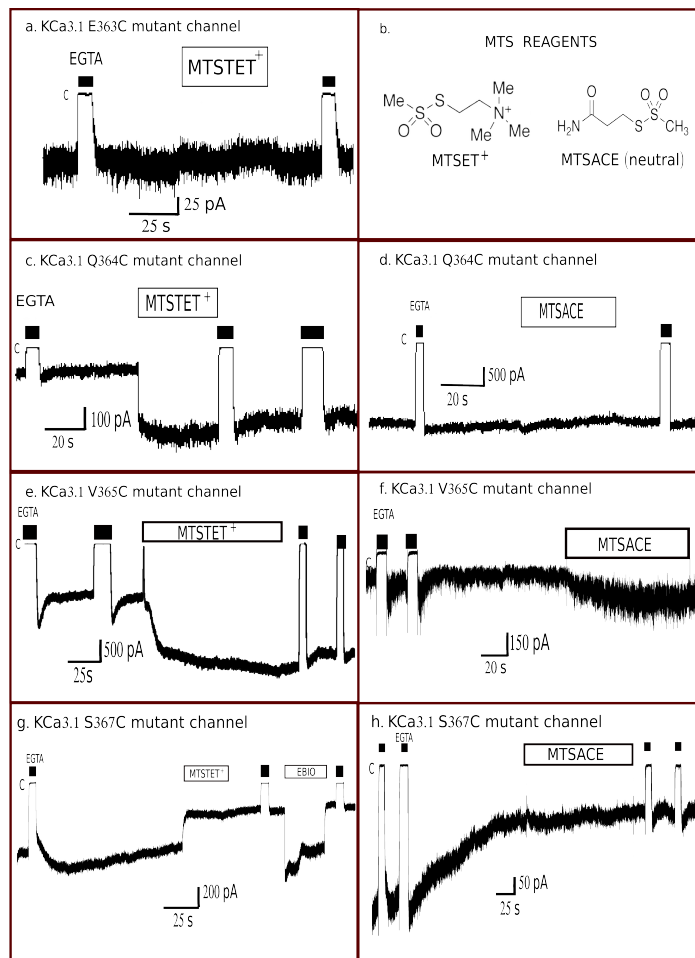 a. KCa3.1 E363C mutant channel
EGTA
MTSTET+
C
25 pA
25 s
b.
MTS REAGENTS
Me
S
S
O
O
N+
Me
Me
Me
MTSET+
O
H2N
S
O O
S
CH3
MTSACE (neutral)
c. KCa3.1 Q364C mutant channel
EGTA
MTSTET+
C
100 pA
20 s
d. KCa3.1 Q364C mutant channel
EGTA
MTSACE
C
500 pA
20 s
e. KCa3.1 V365C mutant channel
EGTA
MTSTET+
C
500 pA
25s
f. KCa3.1 V365C mutant channel
EGTA
MTSACE
C
150 pA
20 s
g. KCa3.1 S367C mutant channel
EGTA
MTSTET+
EBIO
C
200 pA
25 s
h. KCa3.1 S367C mutant channel
EGTA
MTSACE
C
50 pA
25 s